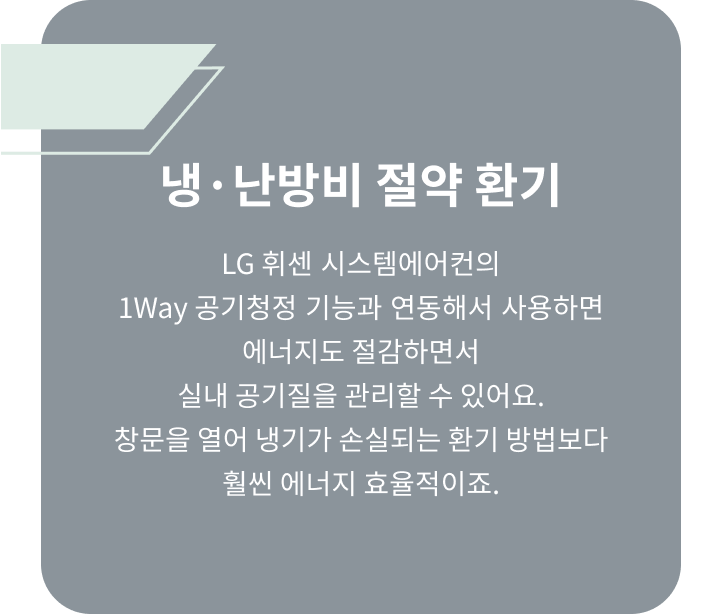 냉·난방비 절약 환기
LG 휘센 시스템에어컨의
1Way 공기청정 기능과 연동해서 사용하면
에너지도 절감하면서
실내 공기질을 관리할 수 있어요.
창문을 열어 냉기가 손실되는 환기 방법보다
훨씬 에너지 효율적이죠.